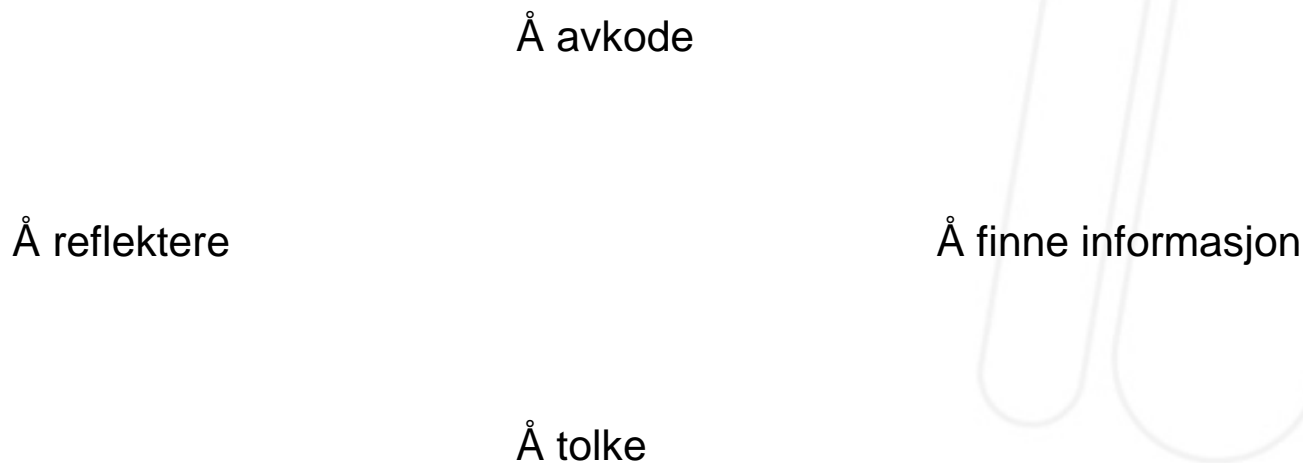 Å avkode
Å reflektere
Å finne informasjon
Å tolke